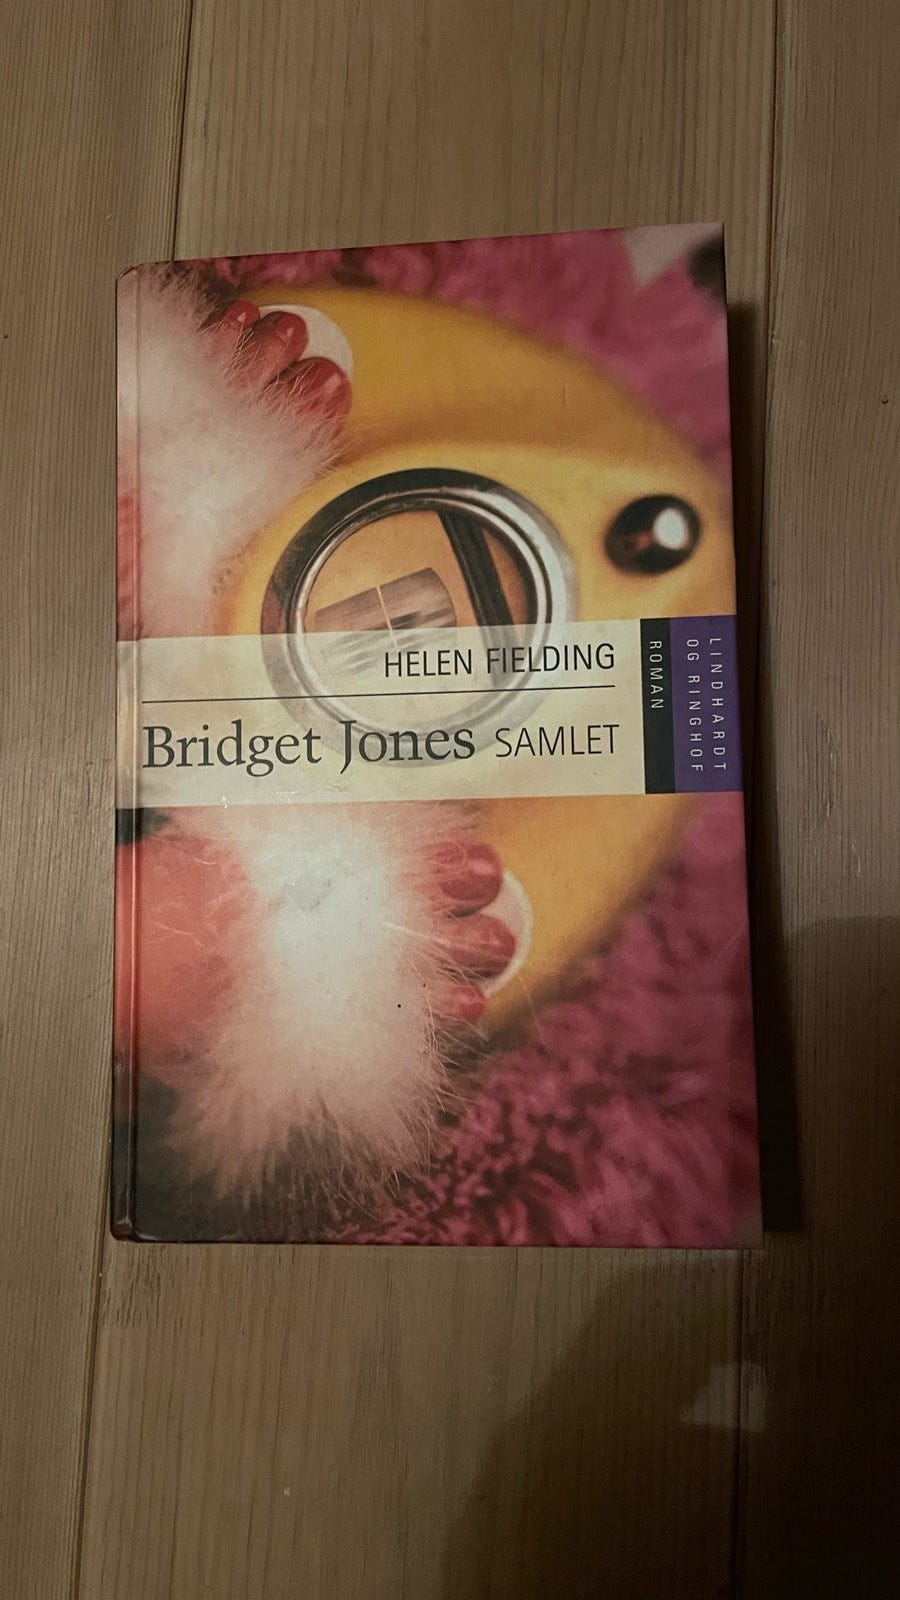 HELEN FIELDING
Bridget Jones SAMLET
ROMAN
LINDHARDT
OG RINGHOF